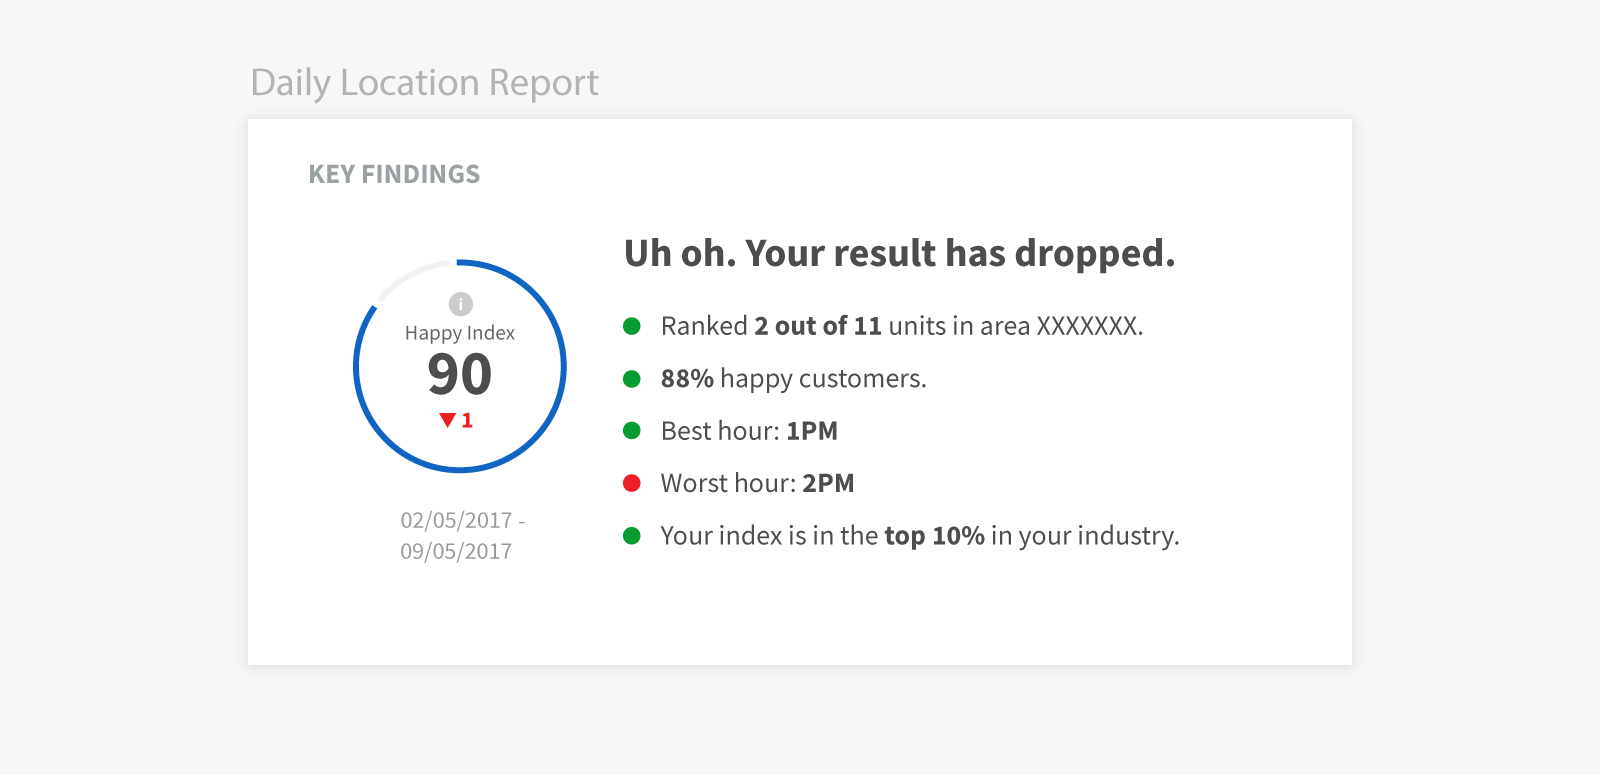 Daily Location Report
KEY FINDINGS
i
Happy Index
90
▼ 1
02/05/2017 -
09/05/2017
Uh oh. Your result has dropped.
Ranked 2 out of 11 units in area XXXXXXX.
88% happy customers.
Best hour: 1PM
Worst hour: 2PM
Your index is in the top 10% in your industry.